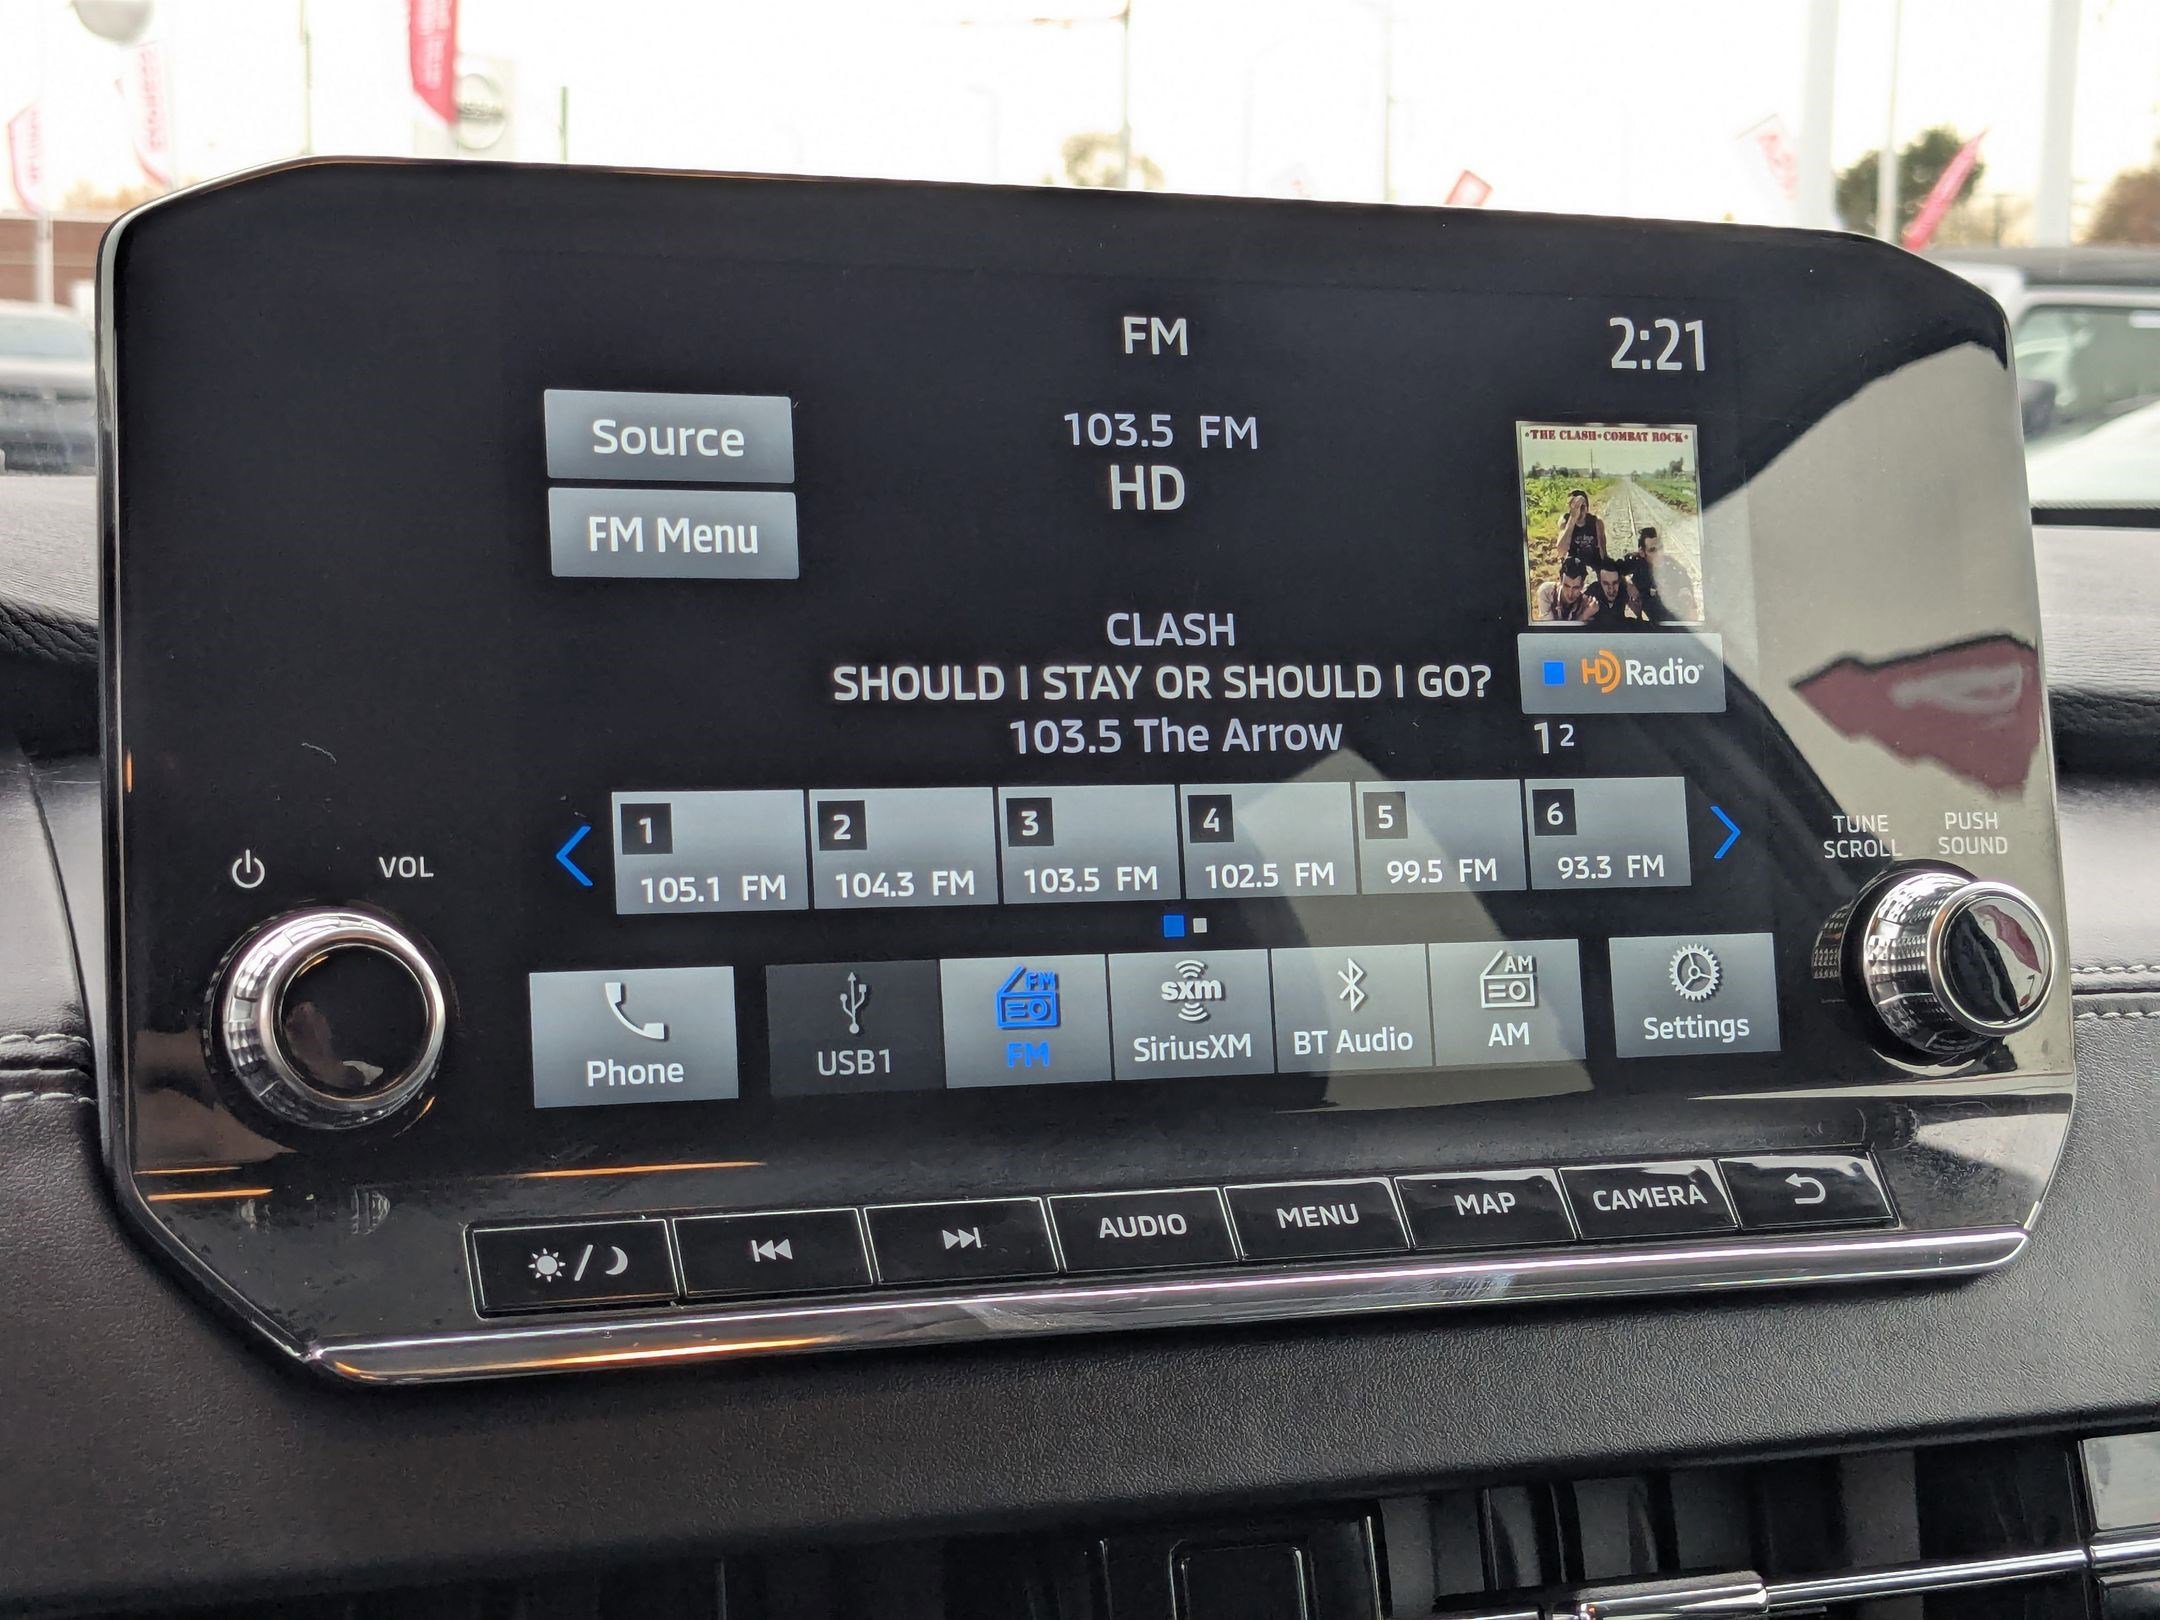 FM
2:21
Source
103.5 FM
HD
•THE CLASH•COMBAT ROCK•
FM Menu
CLASH
SHOULD I STAY OR SHOULD I GO?
HD Radio
103.5 The Arrow
1 2
1 2 3 4 5 6
105.1 FM 104.3 FM 103.5 FM 102.5 FM 99.5 FM 93.3 FM
VOL
TUNE
SCROLL
PUSH
SOUND
Phone
USB1
FM
FM
sxm
SiriusXM
BT Audio
AM
AM
Settings
AUDIO
MENU
MAP
CAMERA